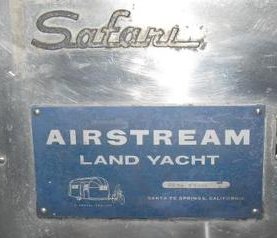 Safari
AIRSTREAM
LAND YACHT
SANTA FE SPRINGS, CALIFORNIA